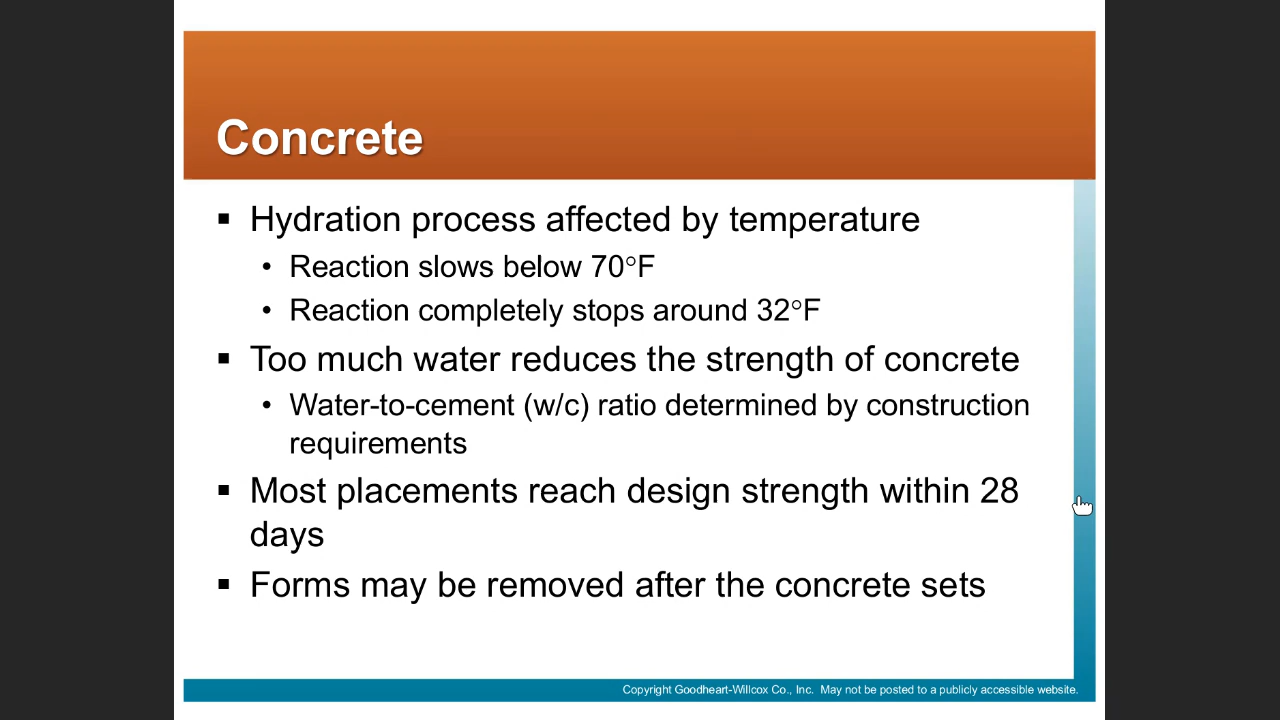 Concrete
▪ Hydration process affected by temperature
• Reaction slows below 70°F
• Reaction completely stops around 32°F
▪ Too much water reduces the strength of concrete
• Water-to-cement (w/c) ratio determined by construction
requirements
▪ Most placements reach design strength within 28
days
▪ Forms may be removed after the concrete sets
Copyright Goodheart-Willcox Co., Inc.  May not be posted to a publicly accessible website.